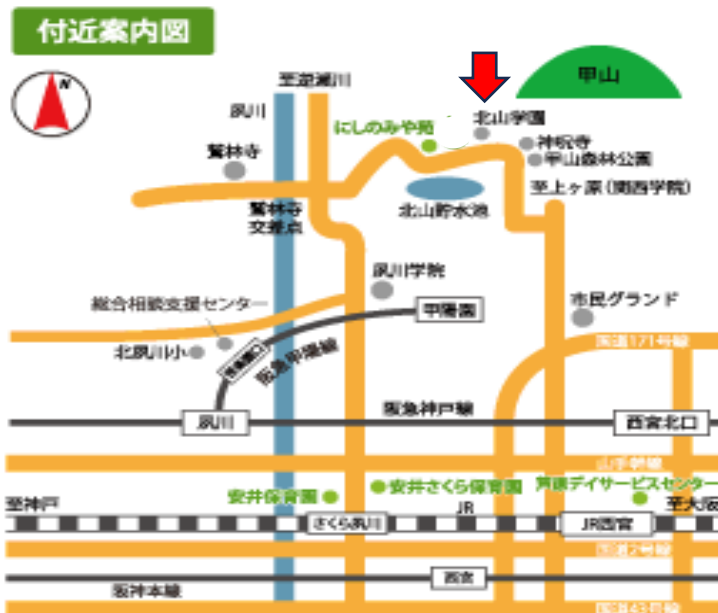 付近案内図
N
至逆瀬川
夙川
甲山
北山学園
にしのみや苑
神呪寺
鷲林寺
甲山森林公園
至上ヶ原(関西学院)
鷲林寺
交差点
北山貯水池
夙川学院
総合相談支援センター
甲陽園
市民グランド
国道171号線
北夙川小
阪急甲陽線
阪急神戸線
夙川
西宮北口
山手幹線
安井保育園
安井さくら保育園
芦原デイサービスセンター
至神戸
JR
至大阪
さくら夙川
JR西宮
国道2号線
西宮
阪神本線
国道43号線